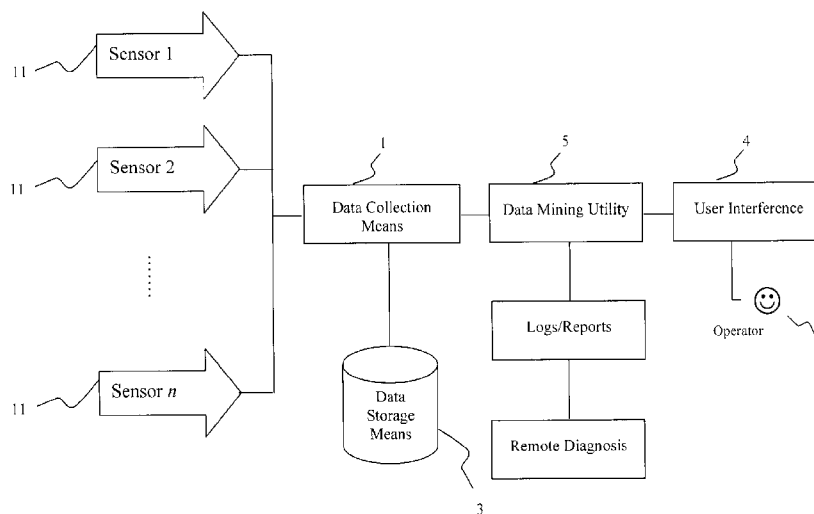 Sensor 1
11
Sensor 2
11
1
5
4
Data Collection
Means
Data Mining Utility
User Interference
Logs/Reports
Operator
Sensor n
11
Data
Storage
Means
Remote Diagnosis
3